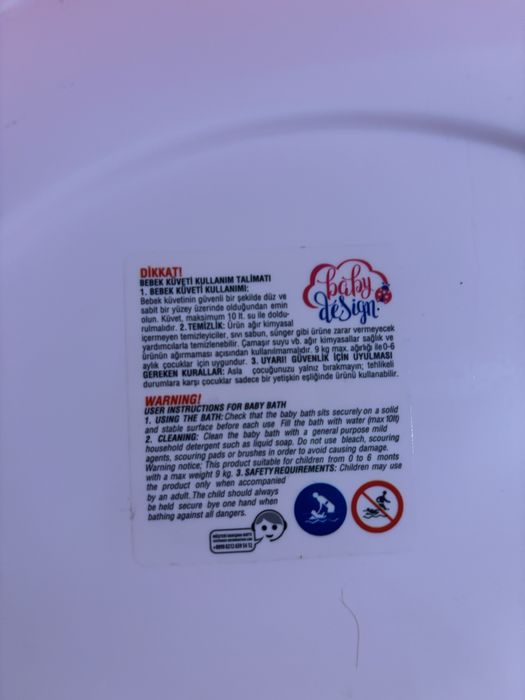 DİKKAT!
BEBEK KÜVETİ KULLANIM TALİMATI
1. BEBEK KÜVETİ KULLANIMI:
Bebek küvetinin güvenli bir şekilde düz ve
sabit bir yüzey üzerinde olduğundan emin
olun. Küvet, maksimum 10 lt. su ile doldu-
rulmalıdır. 2. TEMİZLİK: Ürün ağır kimyasal
içermeyen temizleyiciler, sıvı sabun, sünger gibi ürüne zarar vermeyecek
yardımcılarla temizlenebilir. Çamaşır suyu vb. ağır kimyasallar sağlık ve
ürünün ağırmaması açısından kullanılmamalıdır. 9 kg max. ağırlığı ile 0-6
aylık çocuklar için uygundur. 3. UYARI! GÜVENLİK İÇİN UYULMASI
GEREKEN KURALLAR: Asla çocuğunuzu yalnız bırakmayın; tehlikeli
durumlara karşı çocuklar sadece bir yetişkin eşliğinde ürünü kullanabilir.
baby
design
WARNING!
USER INSTRUCTIONS FOR BABY BATH
1. USING THE BATH: Check that the baby bath sits securely on a solid
and stable surface before each use Fill the bath with water (max 10lt)
2. CLEANING: Clean the baby bath with a general purpose mild
household detergent such as liquid soap. Do not use bleach, scouring
agents, scouring pads or brushes in order to avoid causing damage.
Warning notice; This product suitable for children from 0 to 6 monts
with a max weight 9 kg. 3. SAFETY REQUIREMENTS: Children may use
the product only when accompanied
by an adult. The child should always
be held secure bye one hand when
bathing against all dangers.